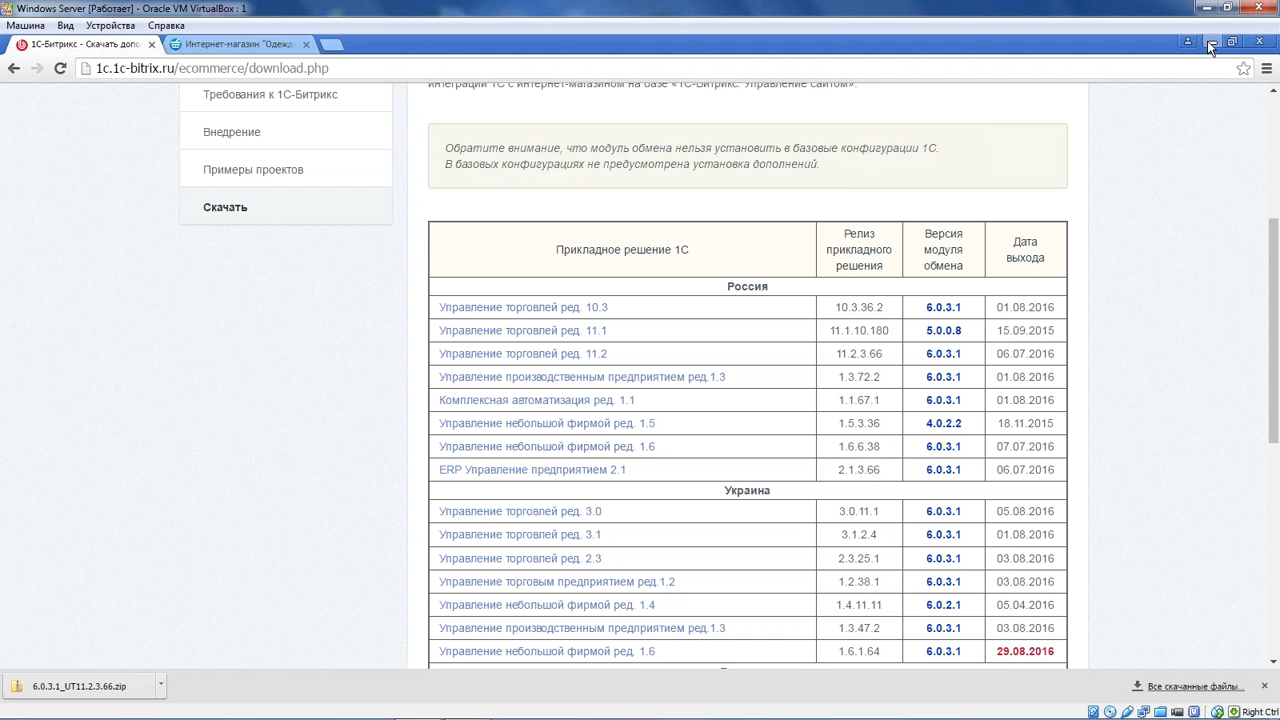 Windows Server [Работает] - Oracle VM VirtualBox : 1
Машина Вид Устройства Справка
1С-Битрикс - Скачать допо
Интернет-магазин "Одежд
1c.1c-bitrix.ru/ecommerce/download.php
интеграции 1С с интернет-магазином на базе «1С-Битрикс: Управление сайтом».
Требования к 1С-Битрикс
Внедрение
Примеры проектов
Скачать
Обратите внимание, что модуль обмена нельзя установить в базовые конфигурации 1С.
В базовых конфигурациях не предусмотрена установка дополнений.
Прикладное решение 1С
Релиз
прикладного
решения
Версия
модуля
обмена
Дата
выхода
Россия
Управление торговлей ред. 10.3 10.3.36.2 6.0.3.1 01.08.2016
Управление торговлей ред. 11.1 11.1.10.180 5.0.0.8 15.09.2015
Управление торговлей ред. 11.2 11.2.3.66 6.0.3.1 06.07.2016
Управление производственным предприятием ред.1.3 1.3.72.2 6.0.3.1 01.08.2016
Комплексная автоматизация ред. 1.1 1.1.67.1 6.0.3.1 01.08.2016
Управление небольшой фирмой ред. 1.5 1.5.3.36 4.0.2.2 18.11.2015
Управление небольшой фирмой ред. 1.6 1.6.6.38 6.0.3.1 07.07.2016
ERP Управление предприятием 2.1 2.1.3.66 6.0.3.1 06.07.2016
Украина
Управление торговлей ред. 3.0 3.0.11.1 6.0.3.1 05.08.2016
Управление торговлей ред. 3.1 3.1.2.4 6.0.3.1 01.08.2016
Управление торговлей ред. 2.3 2.3.25.1 6.0.3.1 03.08.2016
Управление торговым предприятием ред.1.2 1.2.38.1 6.0.3.1 03.08.2016
Управление небольшой фирмой ред. 1.4 1.4.11.11 6.0.2.1 05.04.2016
Управление производственным предприятием ред.1.3 1.3.47.2 6.0.3.1 03.08.2016
Управление небольшой фирмой ред. 1.6 1.6.1.64 6.0.3.1 29.08.2016
6.0.3.1_UT11.2.3.66.zip
Все скачанные файлы...
Right Ctrl